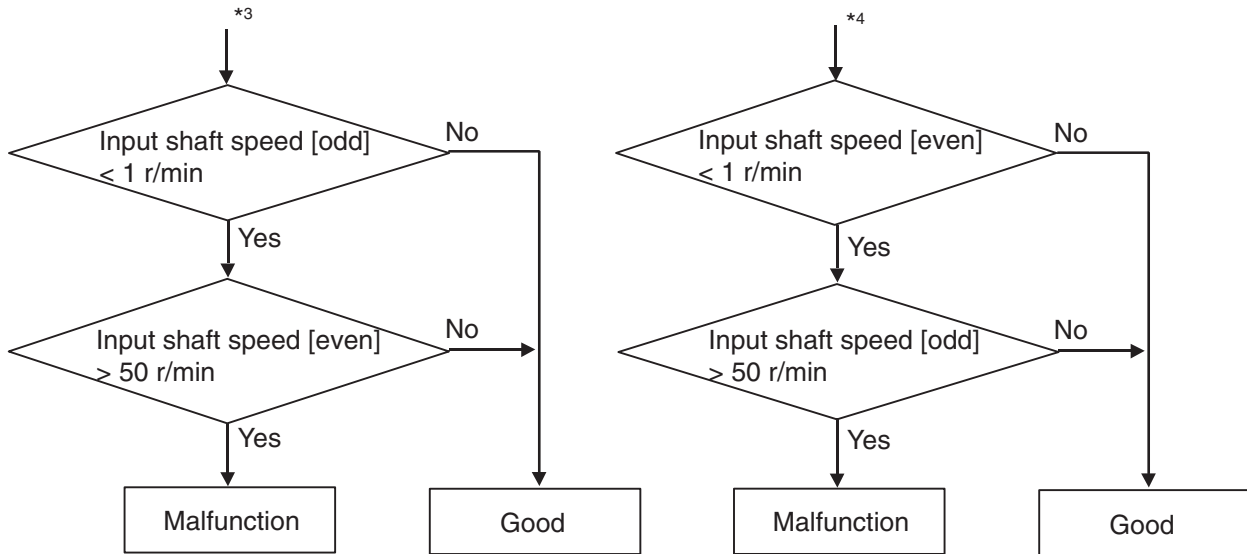 *3
Input shaft speed [odd]
< 1 r/min
No
Yes
Input shaft speed [even]
> 50 r/min
No
Yes
Malfunction
Good
*4
Input shaft speed [even]
< 1 r/min
No
Yes
Input shaft speed [odd]
> 50 r/min
No
Yes
Malfunction
Good